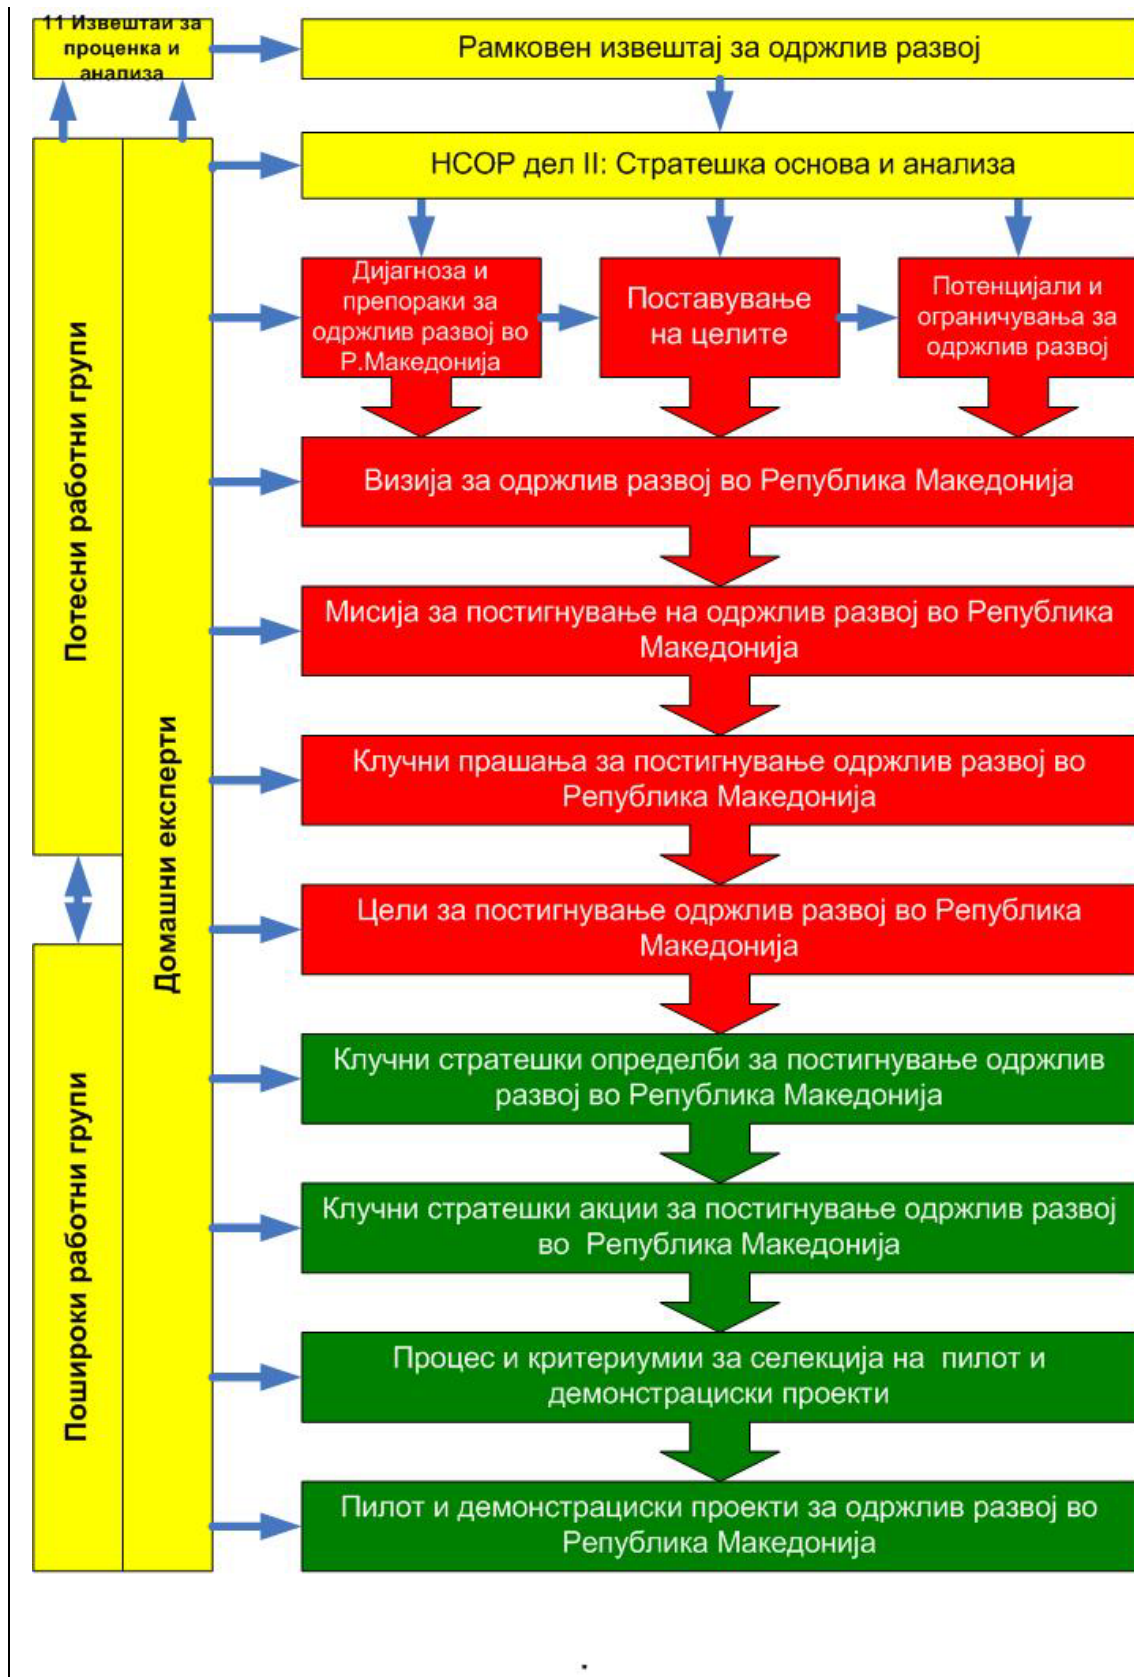 11 Извештаи за
проценка и
анализа
Рамковен извештај за одржлив развој
НСОР дел II: Стратешка основа и анализа
Дијагноза и
препораки за
одржлив развој во
Р.Македонија
Поставување
на целите
Потенцијали и
ограничувања за
одржлив развој
Визија за одржлив развој во Република Македонија
Мисија за постигнување на одржлив развој во Република
Македонија
Клучни прашања за постигнување одржлив развој во
Република Македонија
Цели за постигнување одржлив развој во Република
Македонија
Клучни стратешки определби за постигнување одржлив
развој во Република Македонија
Клучни стратешки акции за постигнување одржлив развој
во  Република Македонија
Процес и критериумии за селекција на  пилот и
демонстрациски проекти
Пилот и демонстрациски проекти за одржлив развој во
Република Македонија
Потесни работни групи
Домашни експерти
Пошироки работни групи